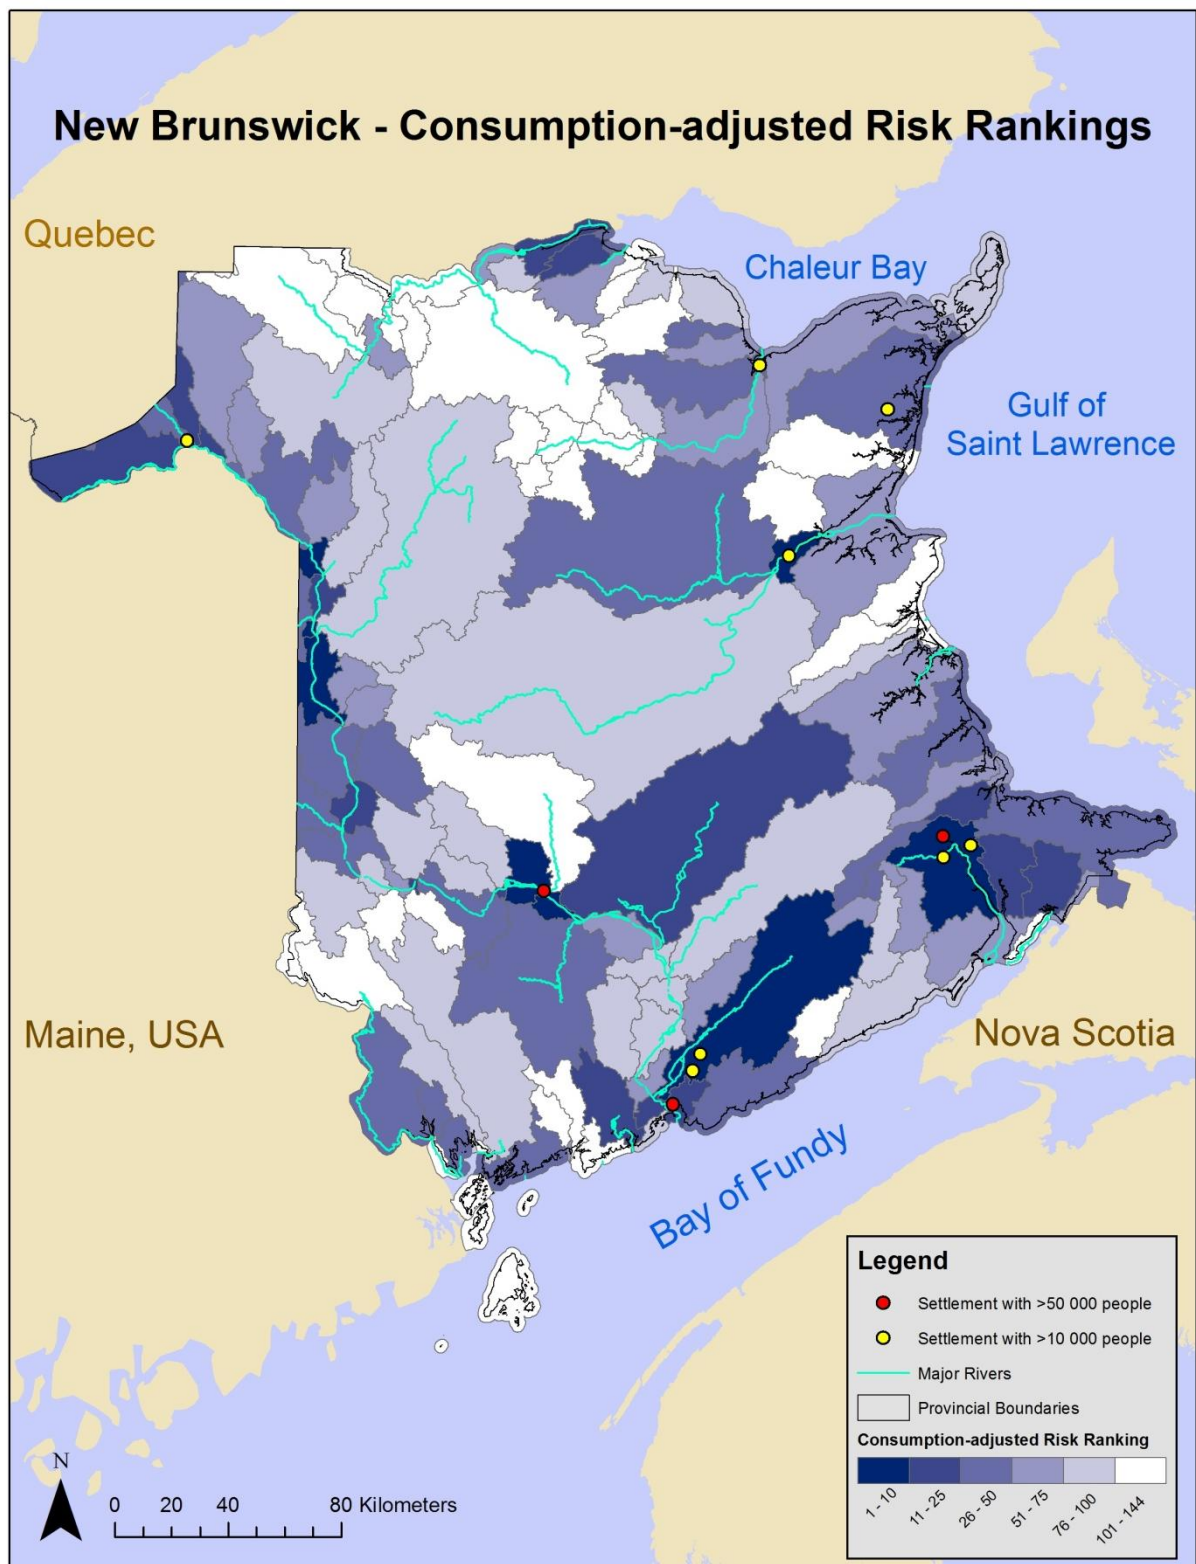 New Brunswick - Consumption-adjusted Risk Rankings
Quebec
Chaleur Bay
Gulf of
Saint Lawrence
Maine, USA
Nova Scotia
Bay of Fundy
Legend
Settlement with >50 000 people
Settlement with >10 000 people
Major Rivers
Provincial Boundaries
Consumption-adjusted Risk Ranking
1 - 10
11 - 25
26 - 50
51 - 75
76 - 100
101 - 144
N
0 20 40 80 Kilometers